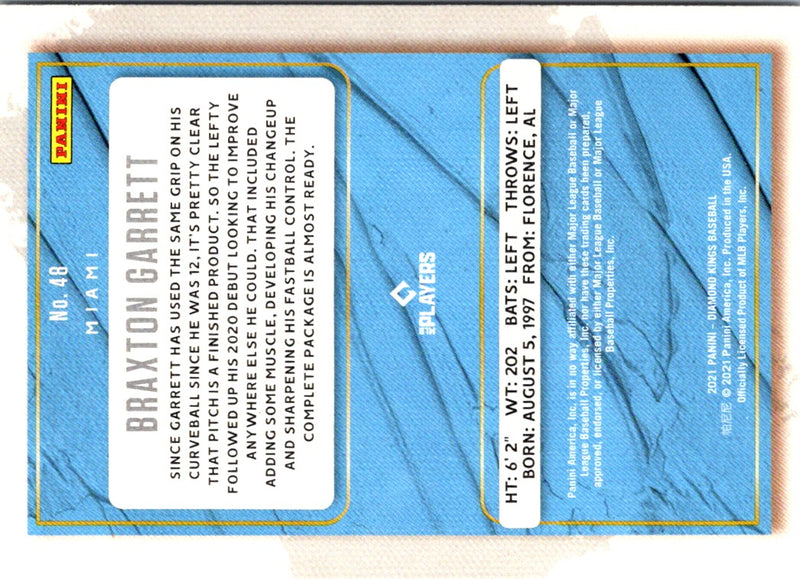 PANINI
No. 48
MIAMI
BRAXTON GARRETT
SINCE GARRETT HAS USED THE SAME GRIP ON HIS
CURVEBALL SINCE HE WAS 12, IT'S PRETTY CLEAR
THAT PITCH IS A FINISHED PRODUCT. SO THE LEFTY
FOLLOWED UP HIS 2020 DEBUT LOOKING TO IMPROVE
ANYWHERE ELSE HE COULD. THAT INCLUDED
ADDING SOME MUSCLE, DEVELOPING HIS CHANGEUP
AND SHARPENING HIS FASTBALL CONTROL. THE
COMPLETE PACKAGE IS ALMOST READY.
MLB PLAYERS
HT: 6' 2" WT: 202 BATS: LEFT THROWS: LEFT
BORN: AUGUST 5, 1997 FROM: FLORENCE, AL
Panini America, Inc. is in no way affiliated with either Major League Baseball or Major
League Baseball Properties, Inc. nor have these trading cards been prepared,
approved, endorsed, or licensed by either Major League Baseball or Major League
Baseball Properties, Inc.
2021 PANINI - DIAMOND KINGS BASEBALL
帕尼尼 © 2021 Panini America, Inc. Produced in the USA.
Officially Licensed Product of MLB Players, Inc.